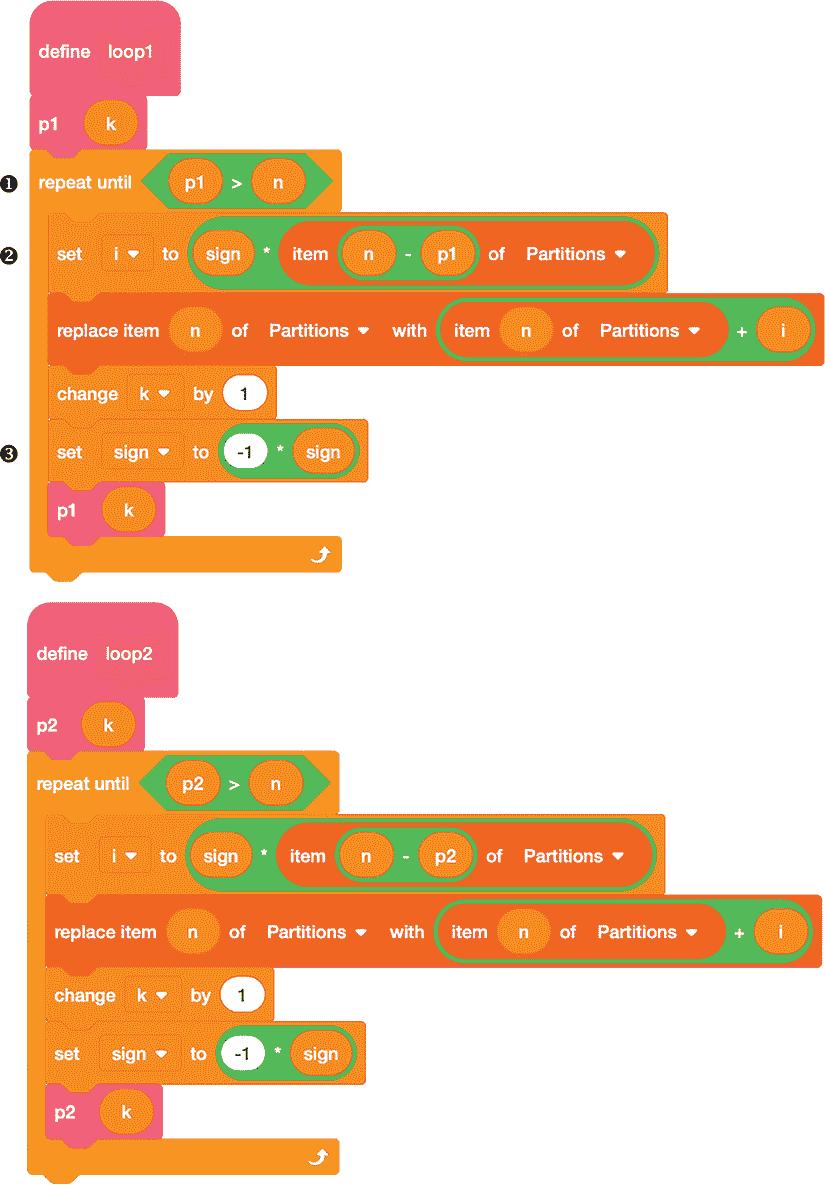 define loop1
p1 k
❶ repeat until p1 > n
❷ set i to sign * item n - p1 of Partitions
replace item n of Partitions with item n of Partitions + i
change k by 1
❸ set sign to -1 * sign
p1 k
define loop2
p2 k
repeat until p2 > n
set i to sign * item n - p2 of Partitions
replace item n of Partitions with item n of Partitions + i
change k by 1
set sign to -1 * sign
p2 k